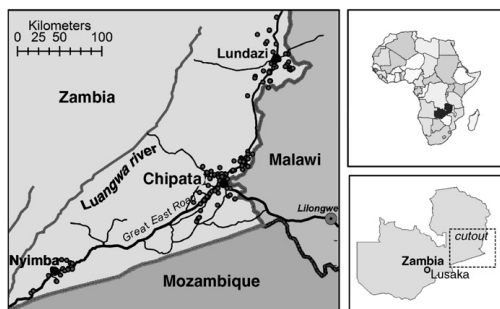 Kilometers
0 25 50 100
Lundazi
Zambia
Luangwa river
Malawi
Chipata
Great East Road
Lilongwe
Nyimba
Mozambique
cutout
Zambia
Lusaka